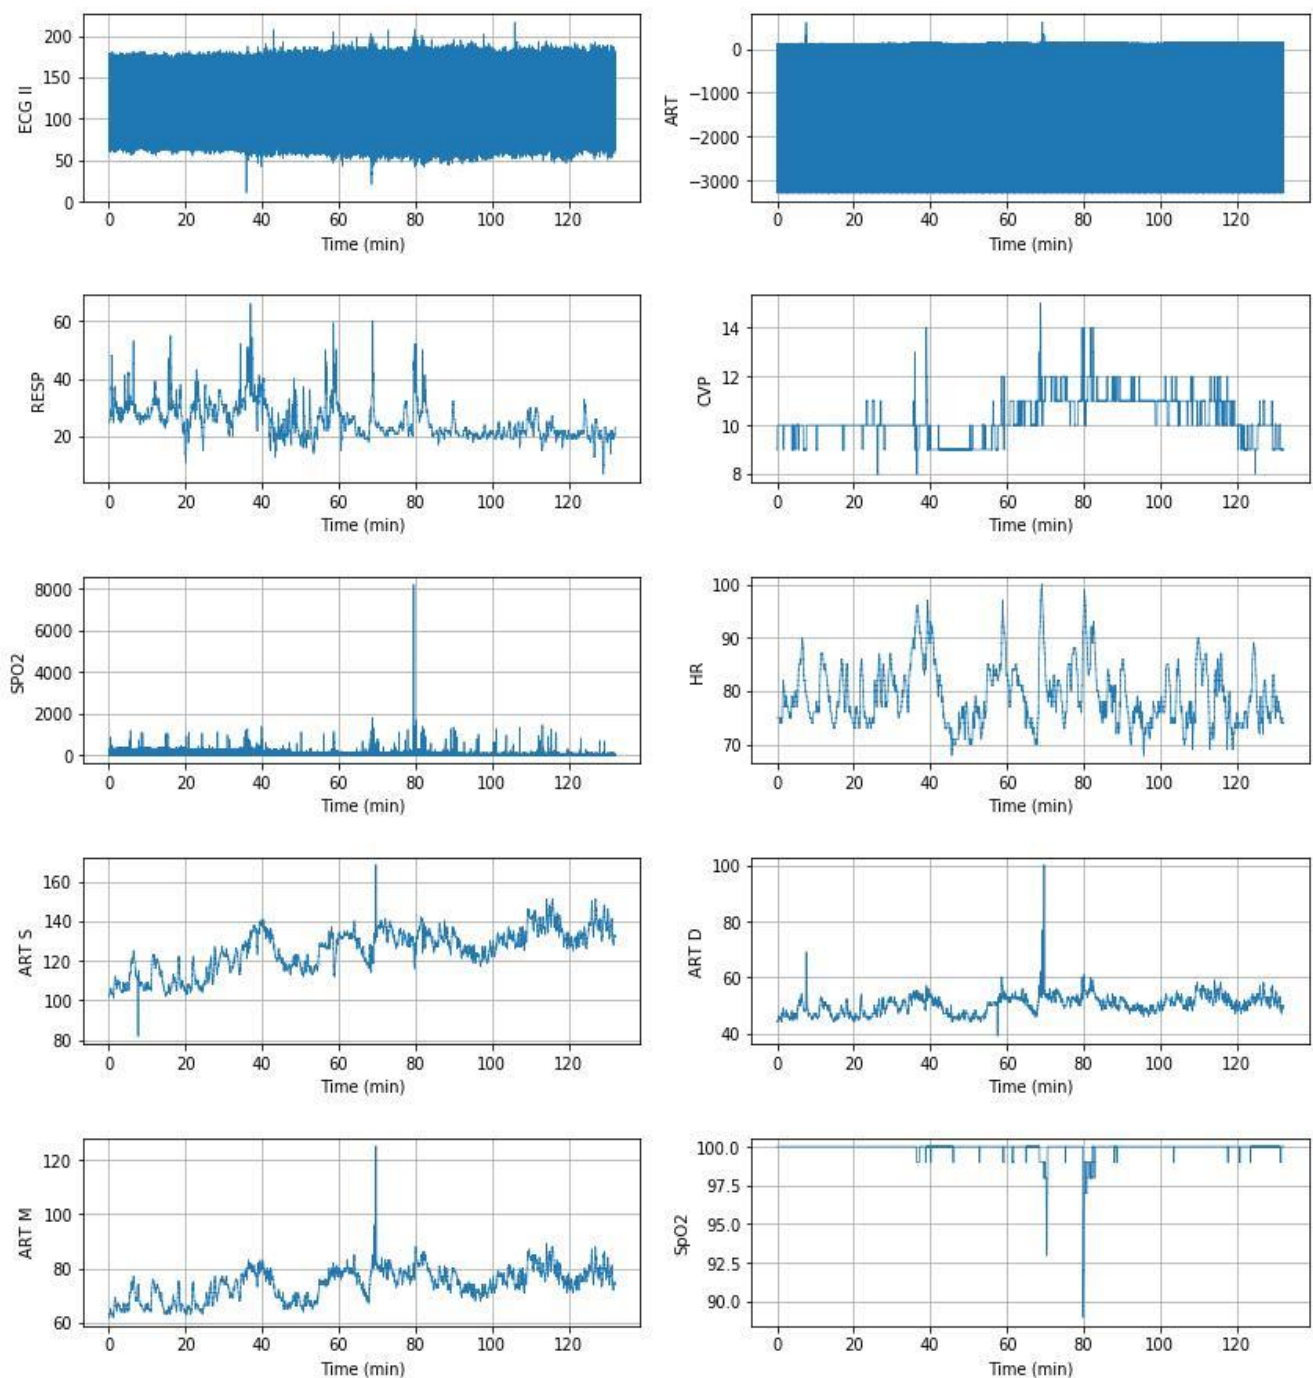 ECG II
200
150
100
50
0
0 20 40 60 80 100 120
Time (min)
ART
0
−1000
−2000
−3000
0 20 40 60 80 100 120
Time (min)
RESP
60
40
20
0 20 40 60 80 100 120
Time (min)
CVP
14
12
10
8
0 20 40 60 80 100 120
Time (min)
SPO2
8000
6000
4000
2000
0
0 20 40 60 80 100 120
Time (min)
HR
100
90
80
70
0 20 40 60 80 100 120
Time (min)
ART S
160
140
120
100
80
0 20 40 60 80 100 120
Time (min)
ART D
100
80
60
40
0 20 40 60 80 100 120
Time (min)
ART M
120
100
80
60
0 20 40 60 80 100 120
Time (min)
SpO2
100.0
97.5
95.0
92.5
90.0
0 20 40 60 80 100 120
Time (min)